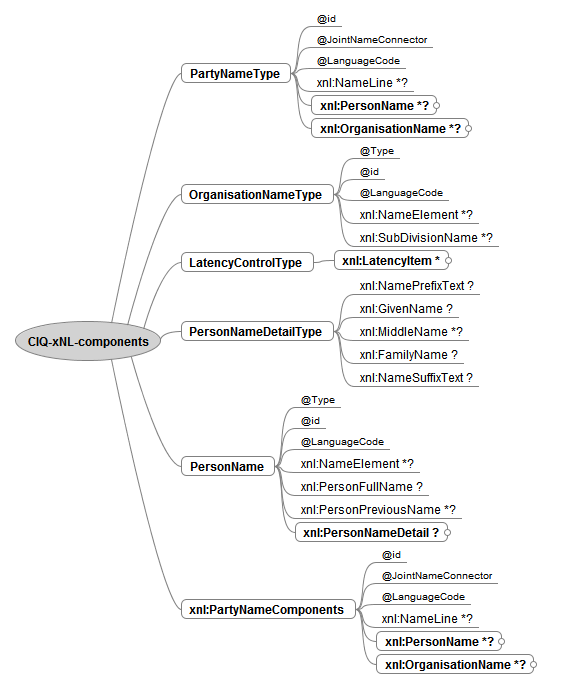 CIQ-xNL-components
PartyNameType
@id
@JointNameConnector
@LanguageCode
xnl:NameLine *?
xnl:PersonName *?
xnl:OrganisationName *?
OrganisationNameType
@Type
@id
@LanguageCode
xnl:NameElement *?
xnl:SubDivisionName *?
LatencyControlType
xnl:LatencyItem *
PersonNameDetailType
xnl:NamePrefixText ?
xnl:GivenName ?
xnl:MiddleName *?
xnl:FamilyName ?
xnl:NameSuffixText ?
PersonName
@Type
@id
@LanguageCode
xnl:NameElement *?
xnl:PersonFullName ?
xnl:PersonPreviousName *?
xnl:PersonNameDetail ?
xnl:PartyNameComponents
@id
@JointNameConnector
@LanguageCode
xnl:NameLine *?
xnl:PersonName *?
xnl:OrganisationName *?